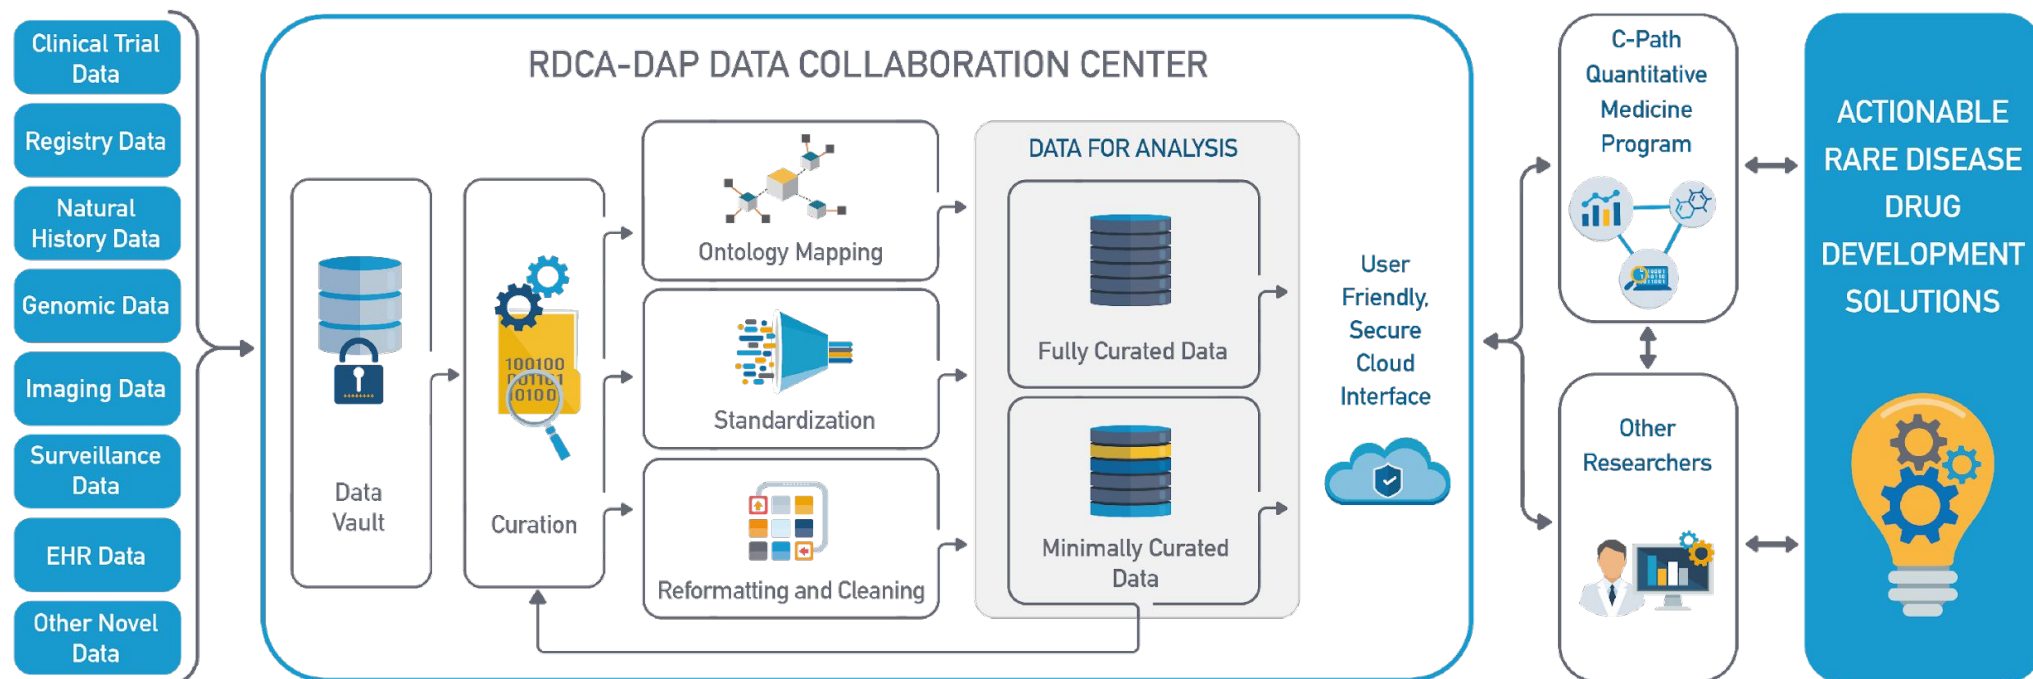 Clinical Trial
Data
Registry Data
Natural
History Data
Genomic Data
Imaging Data
Surveillance
Data
EHR Data
Other Novel
Data
RDCA-DAP DATA COLLABORATION CENTER
Data
Vault
100100
001101
10100
Curation
Ontology Mapping
Standardization
Reformatting and Cleaning
DATA FOR ANALYSIS
Fully Curated Data
Minimally Curated
Data
User
Friendly,
Secure
Cloud
Interface
C-Path
Quantitative
Medicine
Program
Other
Researchers
ACTIONABLE
RARE DISEASE
DRUG
DEVELOPMENT
SOLUTIONS